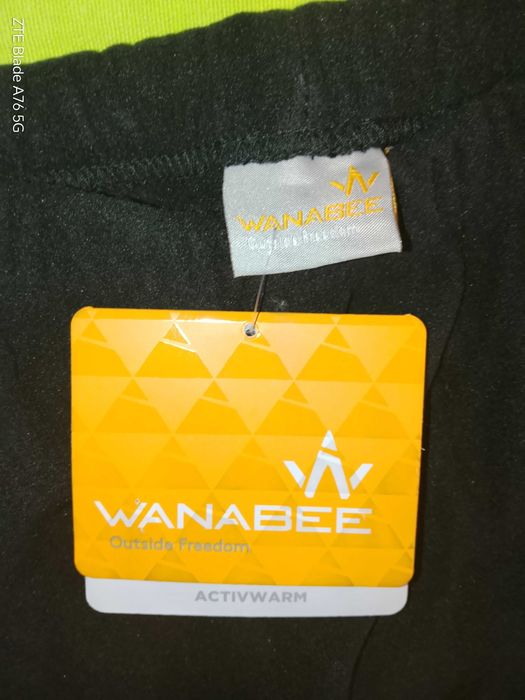 ZTE Blade A76 5G
WANABEE
Outside Freedom
WANABEE
Outside Freedom
ACTIVWARM